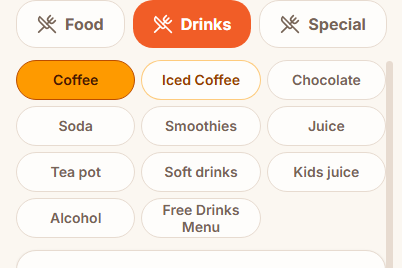 Food
Drinks
Special
Coffee
Iced Coffee
Chocolate
Soda
Smoothies
Juice
Tea pot
Soft drinks
Kids juice
Alcohol
Free Drinks
Menu